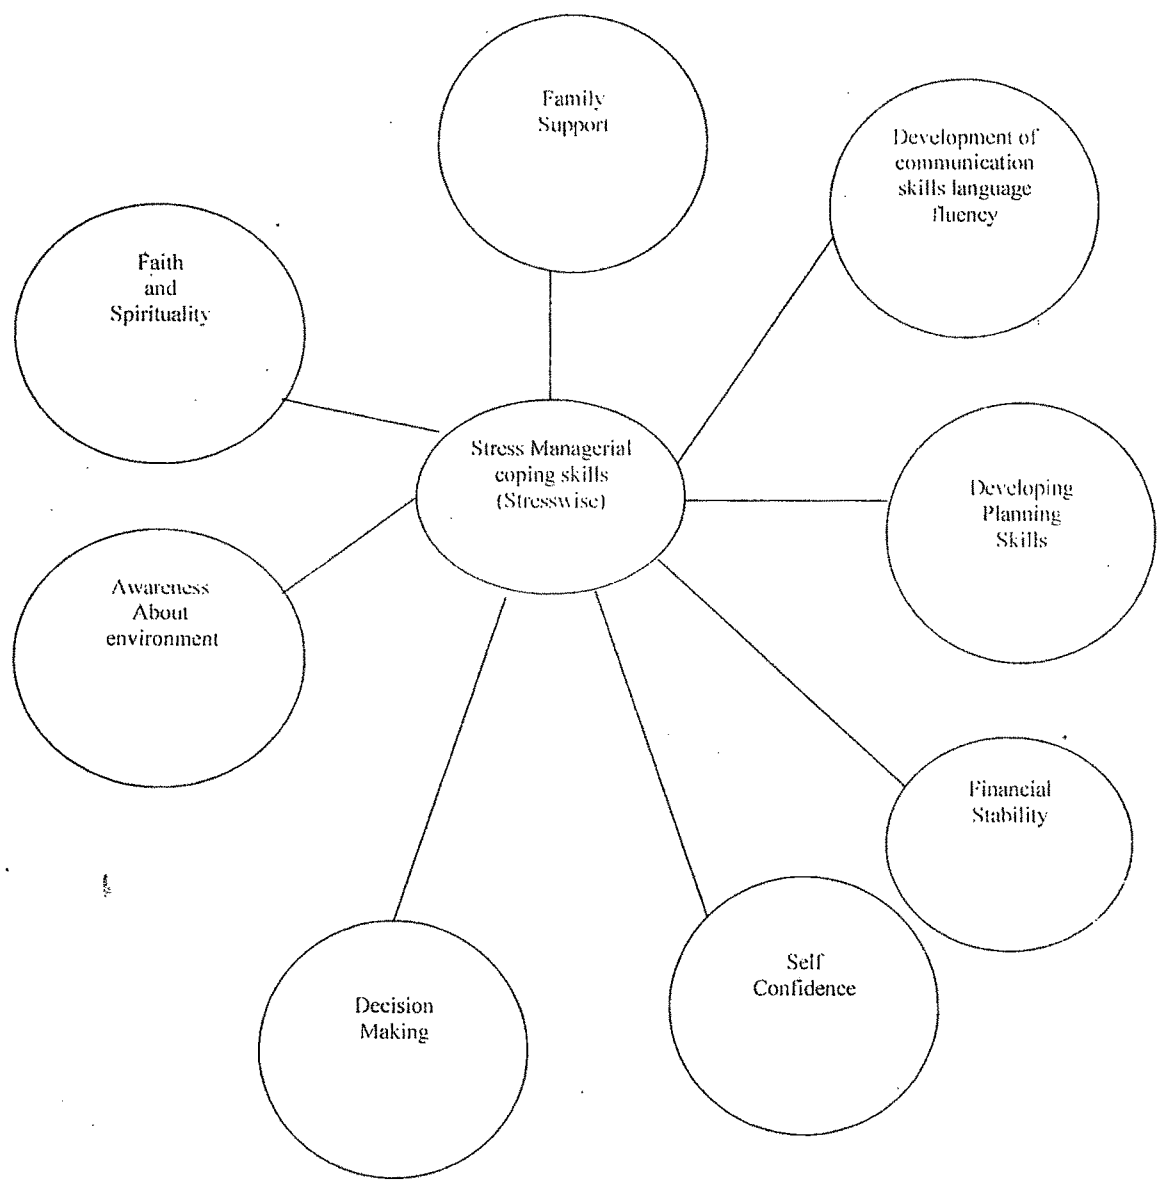 Family
Support
Development of
communication
skills language
fluency
Faith
and
Spirituality
Stress Managerial
coping skills
(Stresswise)
Developing
Planning
Skills
Awareness
About
environment
Financial
Stability
Self
Confidence
Decision
Making